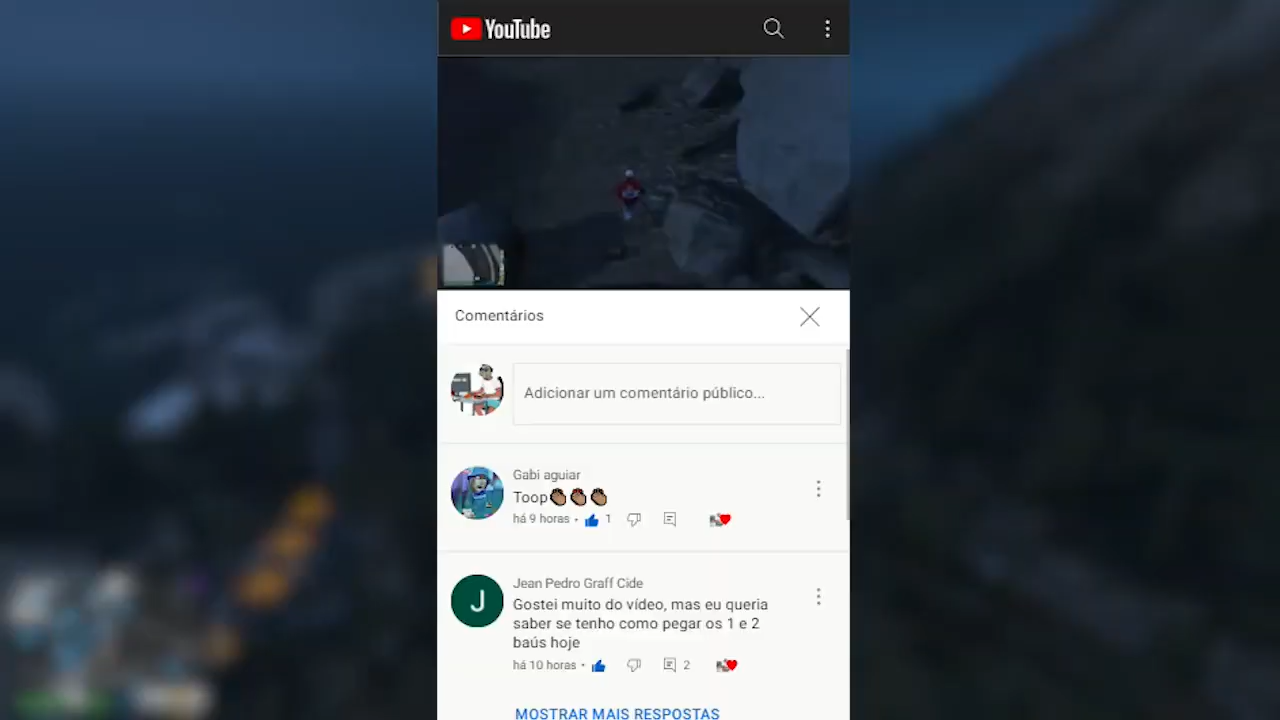 YouTube
Comentários
Adicionar um comentário público...
Gabi aguiar
Toop👏🏽👏🏽👏🏽
há 9 horas • 1
J
Jean Pedro Graff Cide
Gostei muito do vídeo, mas eu queria
saber se tenho como pegar os 1 e 2
baús hoje
há 10 horas • 2
MOSTRAR MAIS RESPOSTAS